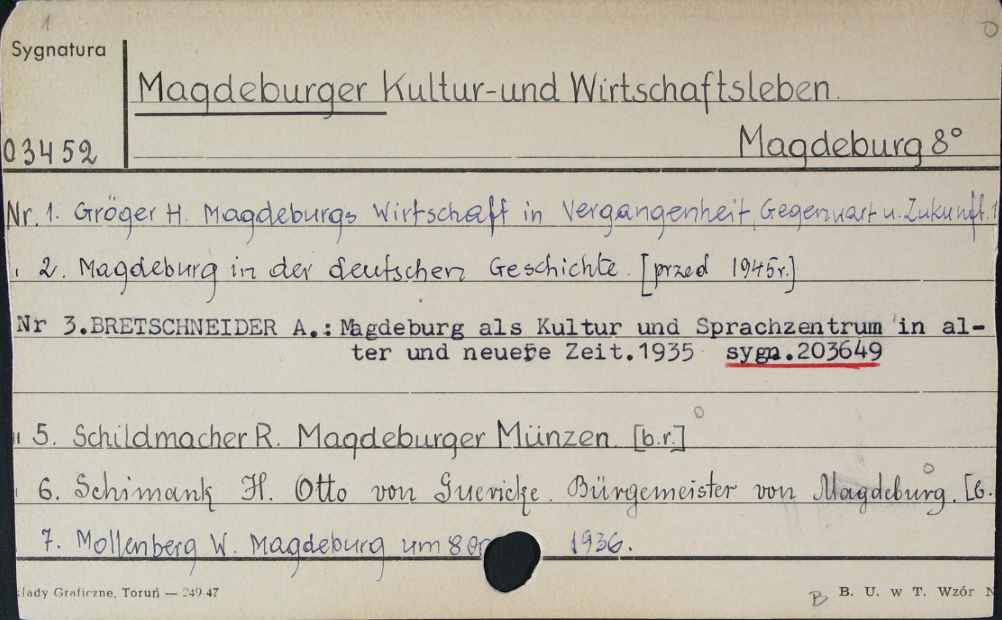 1
Sygnatura
Magdeburger Kultur-und Wirtschaftsleben.
03452
Magdeburg 8°
Nr. 1. Gröger H. Magdeburgs Wirtschaft in Vergangenheit, Gegenwart u. Zukunft.
" 2. Magdeburg in der deutschen Geschichte. [przed 1945r.]
Nr 3.BRETSCHNEIDER A.: Magdeburg als Kultur und Sprachzentrum in al-
ter und neuere Zeit.1935 sygn.203649
" 5. Schildmacher R. Magdeburger Münzen. [b.r.]
" 6. Schimank H. Otto von Guericke. Bürgemeister von Magdeburg. [b.
7. Mollenberg W. Magdeburg um 80 1936.
łady Graficzne, Toruń — 249-47
B B. U. w T. Wzór N